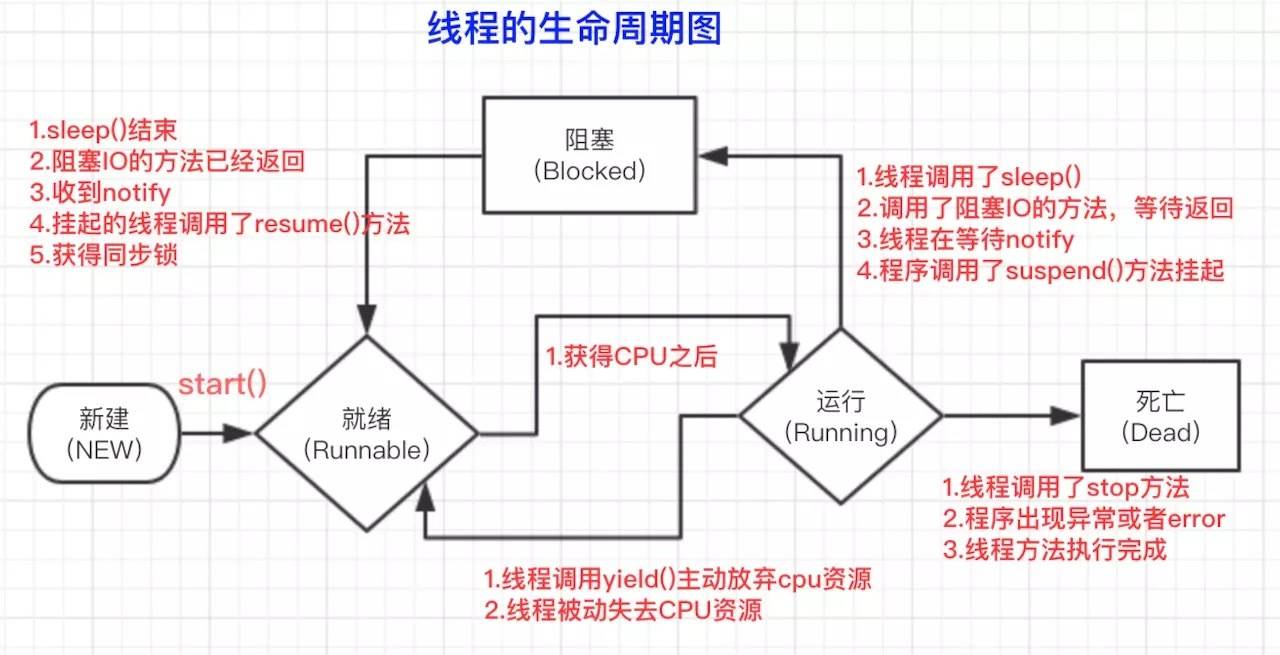 线程的生命周期图
1.sleep()结束
2.阻塞IO的方法已经返回
3.收到notify
4.挂起的线程调用了resume()方法
5.获得同步锁
阻塞
(Blocked)
1.线程调用了sleep()
2.调用了阻塞IO的方法，等待返回
3.线程在等待notify
4.程序调用了suspend()方法挂起
新建
(NEW)
start()
就绪
(Runnable)
1.获得CPU之后
运行
(Running)
死亡
(Dead)
1.线程调用了stop方法
2.程序出现异常或者error
3.线程方法执行完成
1.线程调用yield()主动放弃cpu资源
2.线程被动失去CPU资源